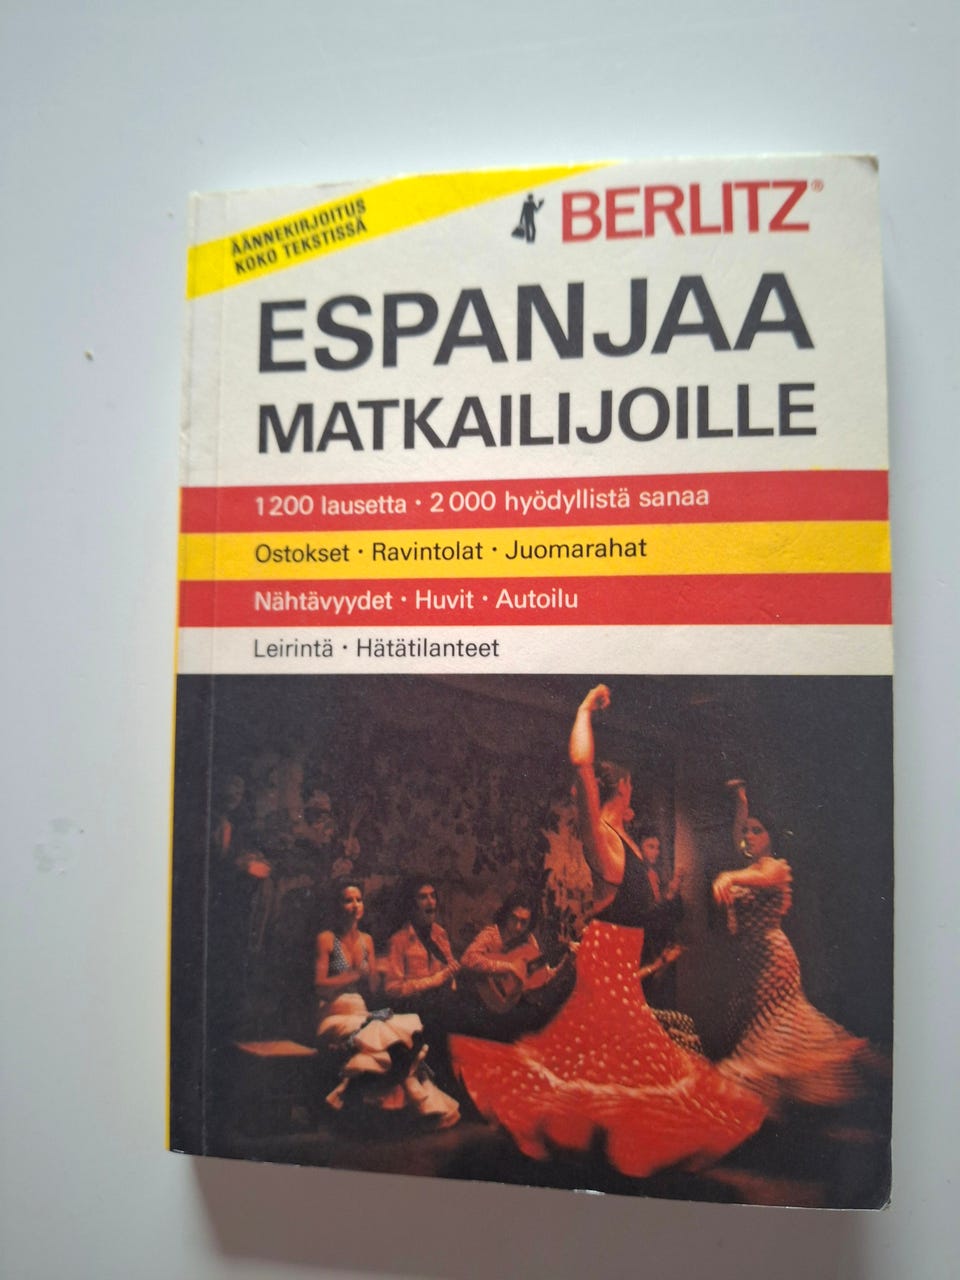 ÄÄNNEKIRJOITUS
KOKO TEKSTISSÄ
BERLITZ®
ESPANJAA
MATKAILIJOILLE
1200 lausetta · 2 000 hyödyllistä sanaa
Ostokset · Ravintolat · Juomarahat
Nähtävyydet · Huvit · Autoilu
Leirintä · Hätätilanteet